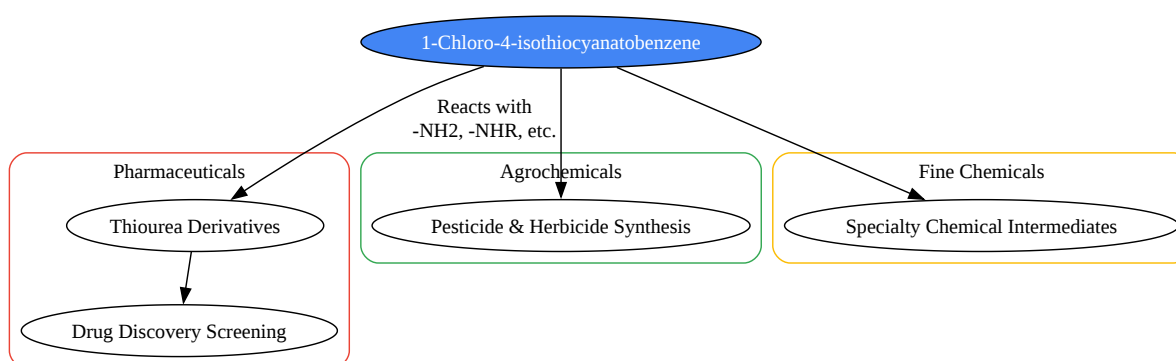 1-Chloro-4-isothiocyanatobenzene
Reacts with
-NH2, -NHR, etc.
Pharmaceuticals
Agrochemicals
Fine Chemicals
Thiourea Derivatives
Pesticide & Herbicide Synthesis
Specialty Chemical Intermediates
Drug Discovery Screening